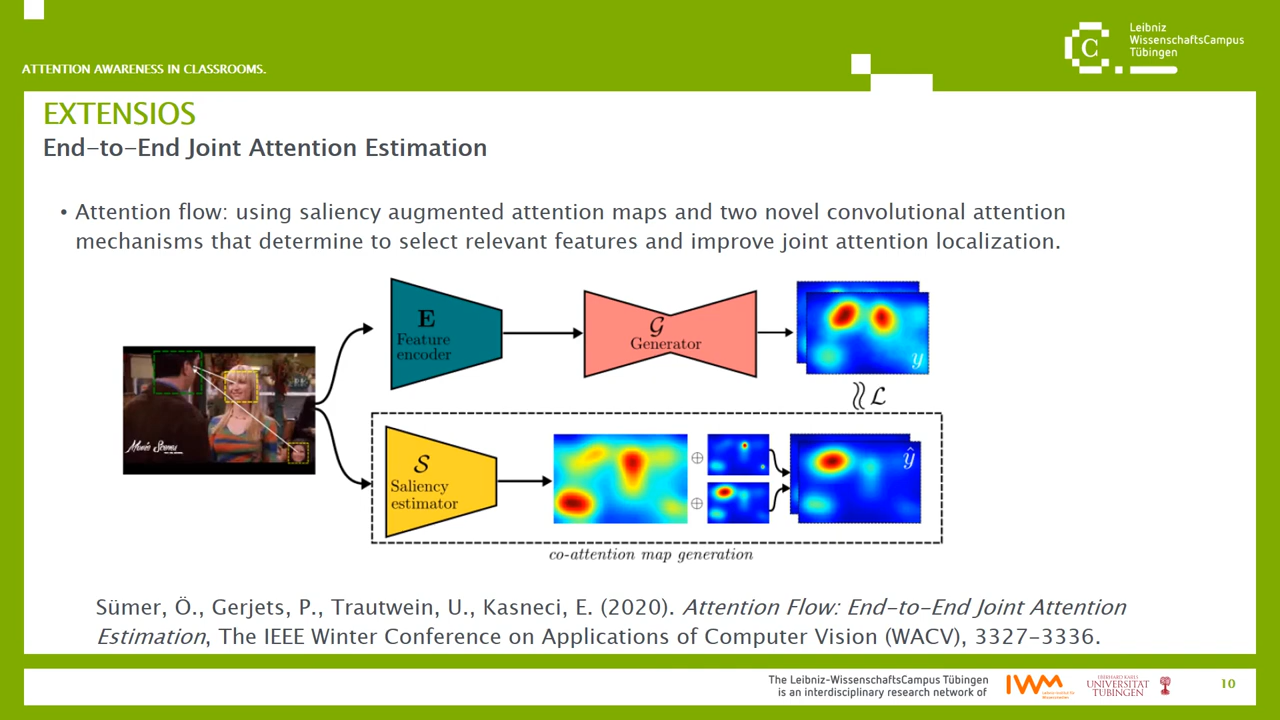 Leibniz
WissenschaftsCampus
Tübingen
C
ATTENTION AWARENESS IN CLASSROOMS.
EXTENSIOS
End-to-End Joint Attention Estimation
• Attention flow: using saliency augmented attention maps and two novel convolutional attention
mechanisms that determine to select relevant features and improve joint attention localization.
E
Feature
encoder
G
Generator
y
ℒ
S
Saliency
estimator
⊕
⊕
ŷ
co-attention map generation
Sümer, Ö., Gerjets, P., Trautwein, U., Kasneci, E. (2020). Attention Flow: End-to-End Joint Attention
Estimation, The IEEE Winter Conference on Applications of Computer Vision (WACV), 3327-3336.
The Leibniz-WissenschaftsCampus Tübingen
is an interdisciplinary research network of
IWM
EBERHARD KARLS
UNIVERSITÄT
TÜBINGEN
10